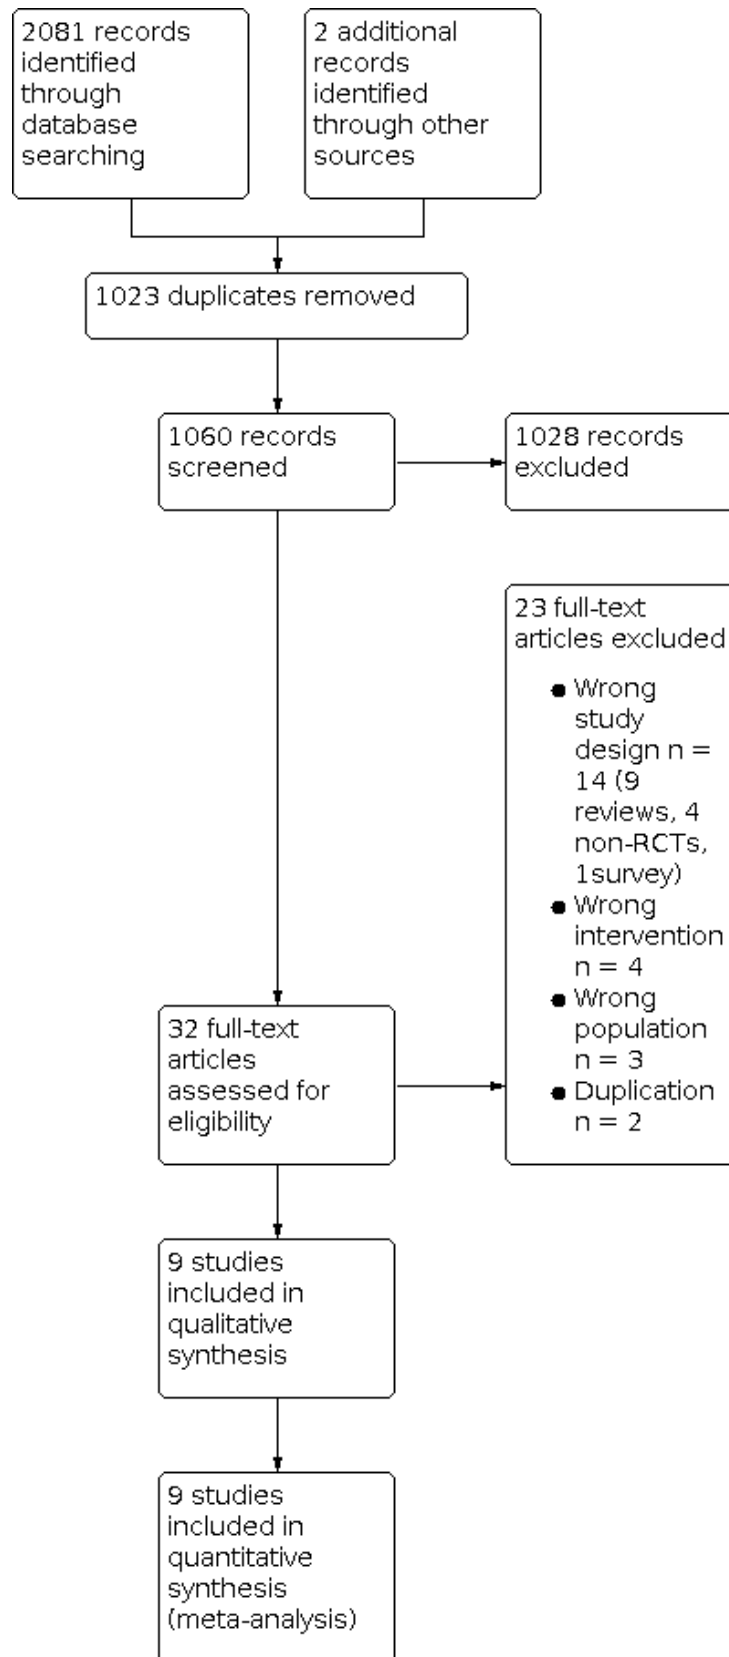 2081 records
identified
through
database
searching
2 additional
records
identified
through other
sources
1023 duplicates removed
1060 records
screened
1028 records
excluded
23 full-text
articles excluded
● Wrong
study
design n =
14 (9
reviews, 4
non-RCTs,
1survey)
● Wrong
intervention
n = 4
● Wrong
population
n = 3
● Duplication
n = 2
32 full-text
articles
assessed for
eligibility
9 studies
included in
qualitative
synthesis
9 studies
included in
quantitative
synthesis
(meta-analysis)